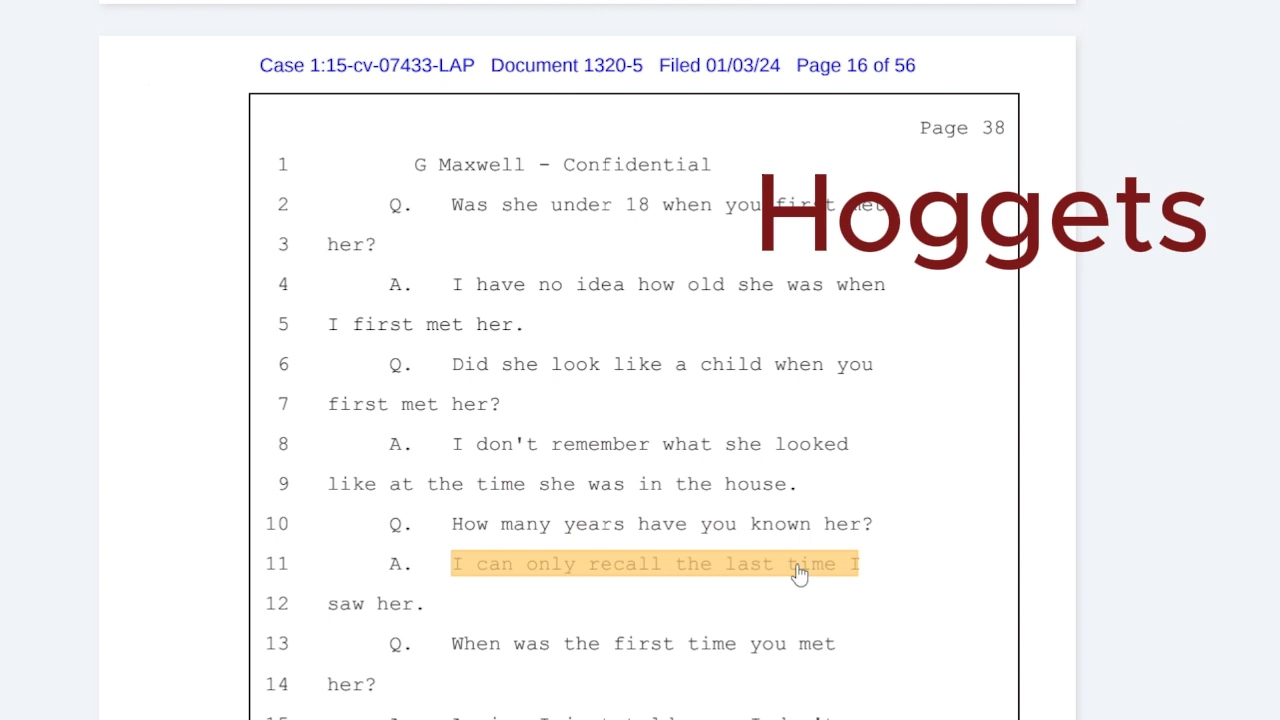 Case 1:15-cv-07433-LAP Document 1320-5 Filed 01/03/24 Page 16 of 56
Page 38
1 G Maxwell - Confidential
Hoggets
2 Q. Was she under 18 when you first met
3 her?
4 A. I have no idea how old she was when
5 I first met her.
6 Q. Did she look like a child when you
7 first met her?
8 A. I don't remember what she looked
9 like at the time she was in the house.
10 Q. How many years have you known her?
11 A. I can only recall the last time I
12 saw her.
13 Q. When was the first time you met
14 her?